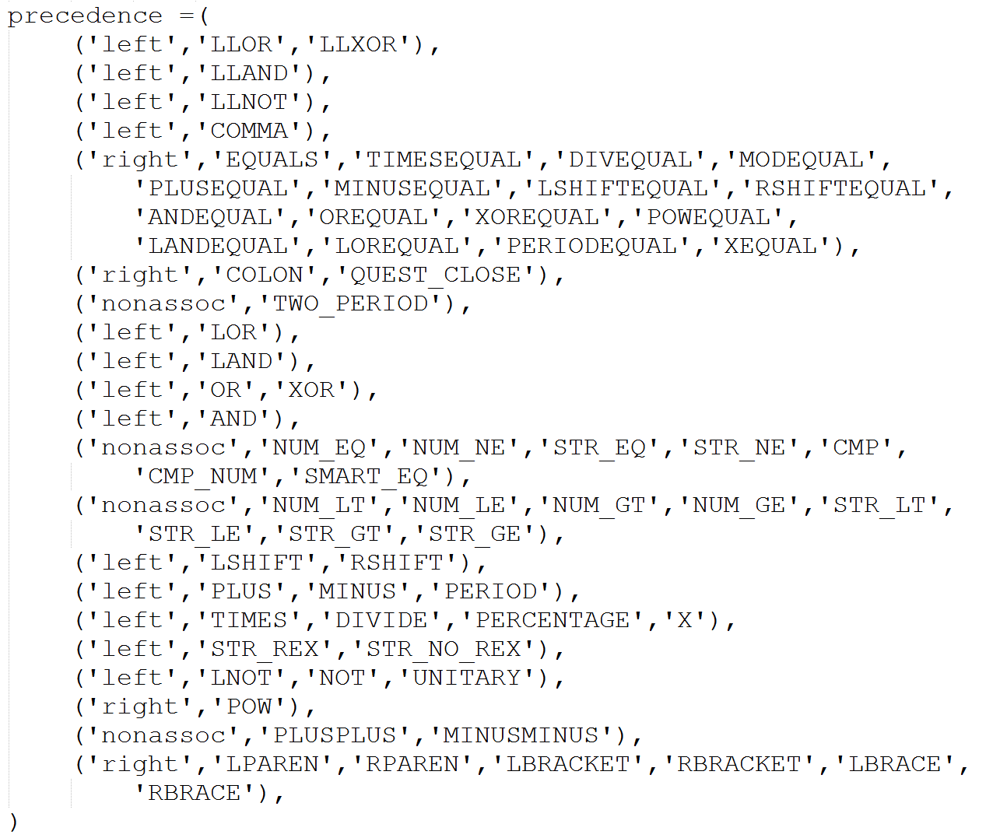 precedence =(
    ('left','LLOR','LLXOR'),
    ('left','LLAND'),
    ('left','LLNOT'),
    ('left','COMMA'),
    ('right','EQUALS','TIMESEQUAL','DIVEQUAL','MODEQUAL',
        'PLUSEQUAL','MINUSEQUAL','LSHIFTEQUAL','RSHIFTEQUAL',
        'ANDEQUAL','OREQUAL','XOREQUAL','POWEQUAL',
        'LANDEQUAL','LOREQUAL','PERIODEQUAL','XEQUAL'),
    ('right','COLON','QUEST_CLOSE'),
    ('nonassoc','TWO_PERIOD'),
    ('left','LOR'),
    ('left','LAND'),
    ('left','OR','XOR'),
    ('left','AND'),
    ('nonassoc','NUM_EQ','NUM_NE','STR_EQ','STR_NE','CMP',
        'CMP_NUM','SMART_EQ'),
    ('nonassoc','NUM_LT','NUM_LE','NUM_GT','NUM_GE','STR_LT',
        'STR_LE','STR_GT','STR_GE'),
    ('left','LSHIFT','RSHIFT'),
    ('left','PLUS','MINUS','PERIOD'),
    ('left','TIMES','DIVIDE','PERCENTAGE','X'),
    ('left','STR_REX','STR_NO_REX'),
    ('left','LNOT','NOT','UNITARY'),
    ('right','POW'),
    ('nonassoc','PLUSPLUS','MINUSMINUS'),
    ('right','LPAREN','RPAREN','LBRACKET','RBRACKET','LBRACE',
        'RBRACE'),
)